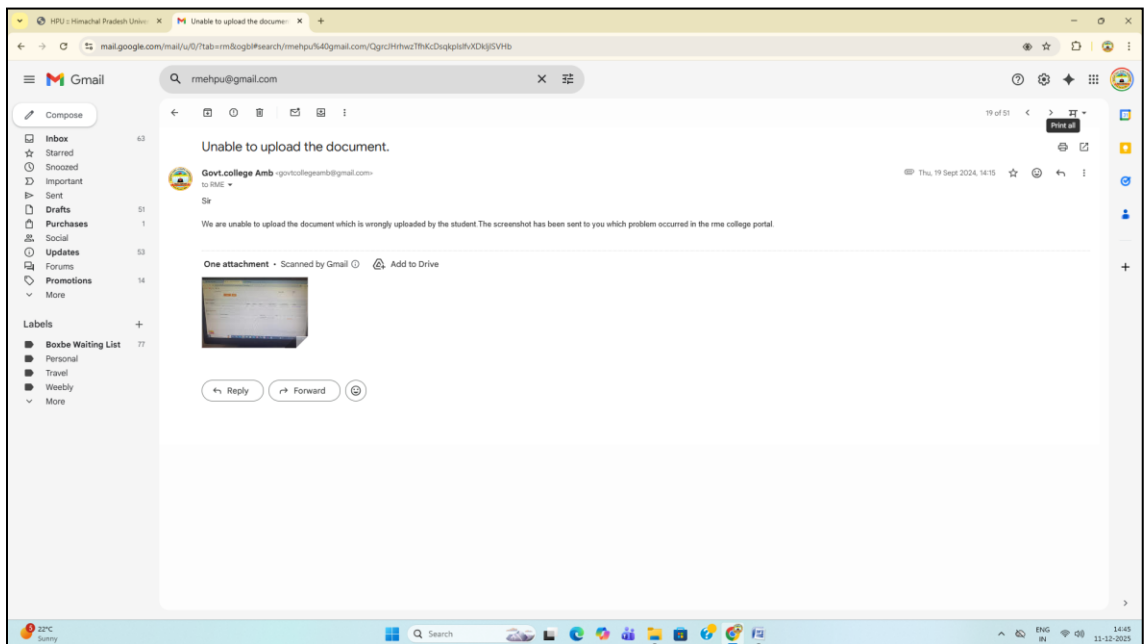 HPU :: Himachal Pradesh Univer
Unable to upload the documen
mail.google.com/mail/u/0/?tab=rm&ogbl#search/rmehpu%40gmail.com/QgrcJHrhwzTfhKcDsqkplsIfvXDkljlSVHb
Gmail
rmehpu@gmail.com
Compose
19 of 51
Print all
Inbox 63
Starred
Snoozed
Important
Sent
Drafts 51
Purchases 1
Social
Updates 53
Forums
Promotions 14
More
Labels
Boxbe Waiting List 77
Personal
Travel
Weebly
More
Unable to upload the document.
Govt.college Amb <govtcollegeamb@gmail.com>
Thu, 19 Sept 2024, 14:15
to RME
Sir
We are unable to upload the document which is wrongly uploaded by the student.The screenshot has been sent to you which problem occurred in the rme college portal.
One attachment • Scanned by Gmail
Add to Drive
Reply
Forward
22°C
Sunny
Search
ENG
IN
14:45
11-12-2025